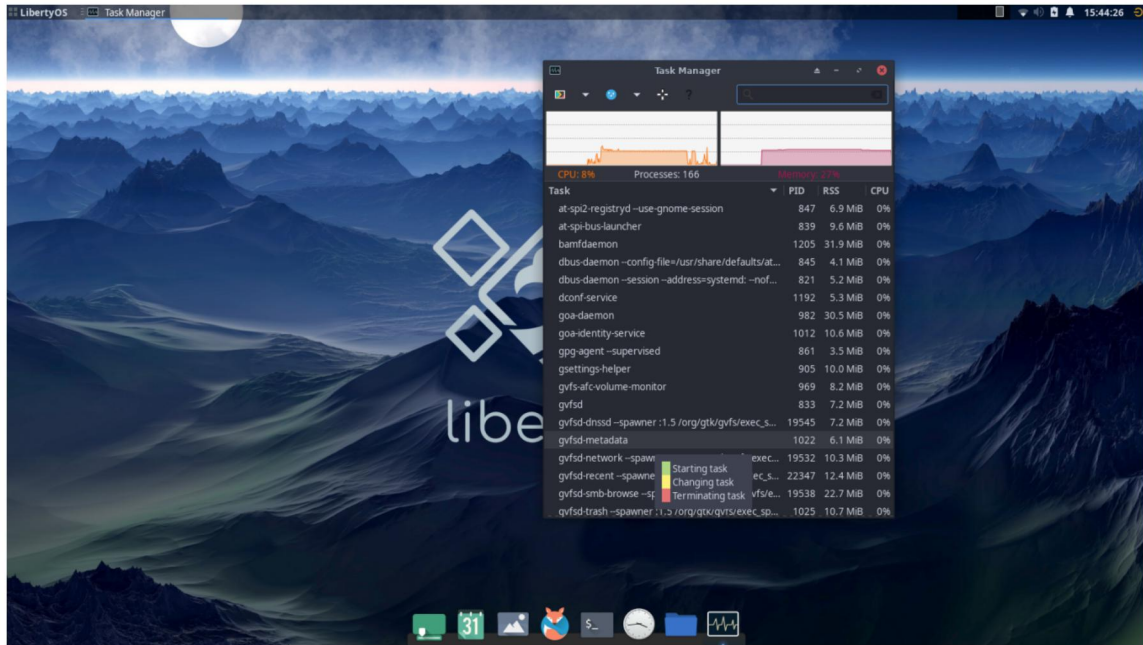 LibertyOS Task Manager 15:44:26
Task Manager
?
CPU: 8% Processes: 166 Memory: 27%
Task PID RSS CPU
at-spi2-registryd --use-gnome-session 847 6.9 MiB 0%
at-spi-bus-launcher 839 9.6 MiB 0%
bamfdaemon 1205 31.9 MiB 0%
dbus-daemon --config-file=/usr/share/defaults/at... 845 4.1 MiB 0%
dbus-daemon --session --address=systemd: --nof... 821 5.2 MiB 0%
dconf-service 1192 5.3 MiB 0%
goa-daemon 982 30.5 MiB 0%
goa-identity-service 1012 10.6 MiB 0%
gpg-agent --supervised 861 3.5 MiB 0%
gsettings-helper 905 10.0 MiB 0%
gvfs-afc-volume-monitor 969 8.2 MiB 0%
gvfsd 833 7.2 MiB 0%
gvfsd-dnssd --spawner :1.5 /org/gtk/gvfs/exec_s... 19545 7.2 MiB 0%
gvfsd-metadata 1022 6.1 MiB 0%
gvfsd-network --spaw exec... 19532 10.3 MiB 0%
gvfsd-recent --spawne ec_s... 22347 12.4 MiB 0%
gvfsd-smb-browse --sp vfs/e... 19538 22.7 MiB 0%
gvfsd-trash --spawner :1.5 /org/gtk/gvfs/exec_sp... 1025 10.7 MiB 0%
Starting task
Changing task
Terminating task
libe
31
$_